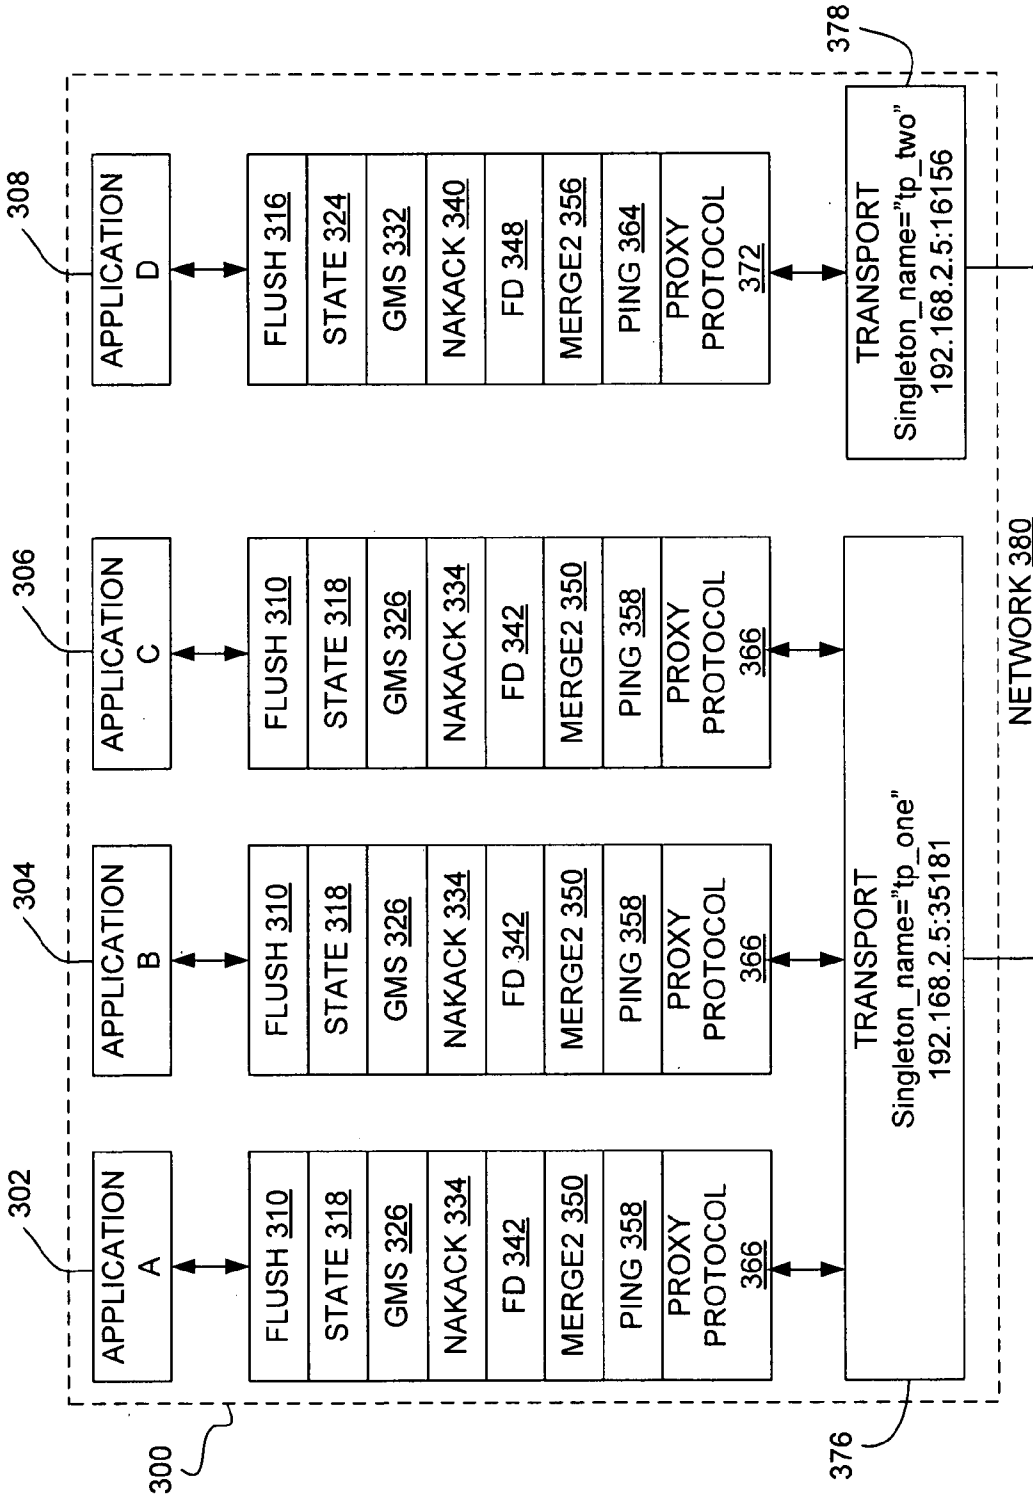 302
304
306
308
300
APPLICATION
A
APPLICATION
B
APPLICATION
C
APPLICATION
D
FLUSH 310
STATE 318
GMS 326
NAKACK 334
FD 342
MERGE2 350
PING 358
PROXY
PROTOCOL
366
FLUSH 310
STATE 318
GMS 326
NAKACK 334
FD 342
MERGE2 350
PING 358
PROXY
PROTOCOL
366
FLUSH 310
STATE 318
GMS 326
NAKACK 334
FD 342
MERGE2 350
PING 358
PROXY
PROTOCOL
366
FLUSH 316
STATE 324
GMS 332
NAKACK 340
FD 348
MERGE2 356
PING 364
PROXY
PROTOCOL
372
TRANSPORT
Singleton_name="tp_one"
192.168.2.5:35181
TRANSPORT
Singleton_name="tp_two"
192.168.2.5:16156
376
378
NETWORK 380